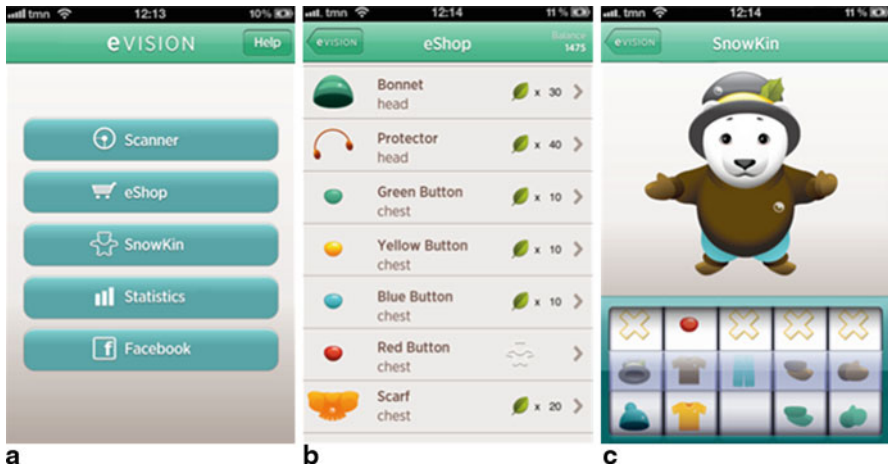 tmn 12:13 10%
eVISION Help
Scanner
eShop
SnowKin
Statistics
Facebook
a
tmn 12:14 11%
eVISION eShop Balance
1475
Bonnet
head x 30
Protector
head x 40
Green Button
chest x 10
Yellow Button
chest x 10
Blue Button
chest x 10
Red Button
chest
Scarf
chest x 20
b
tmn 12:14 11%
eVISION SnowKin
c